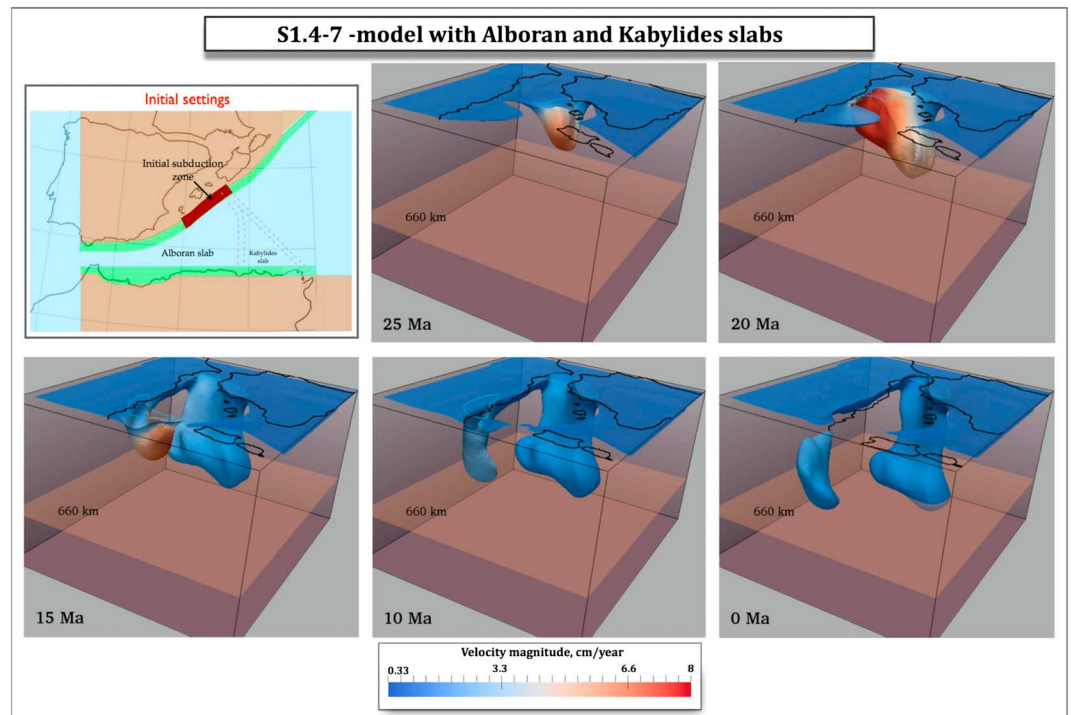 S1.4-7 -model with Alboran and Kabylides slabs
Initial settings
Initial subduction
zone
Alboran slab
Kabylides
slab
660 km
25 Ma
660 km
20 Ma
660 km
15 Ma
660 km
10 Ma
660 km
0 Ma
Velocity magnitude, cm/year
0.33 3.3 6.6 8